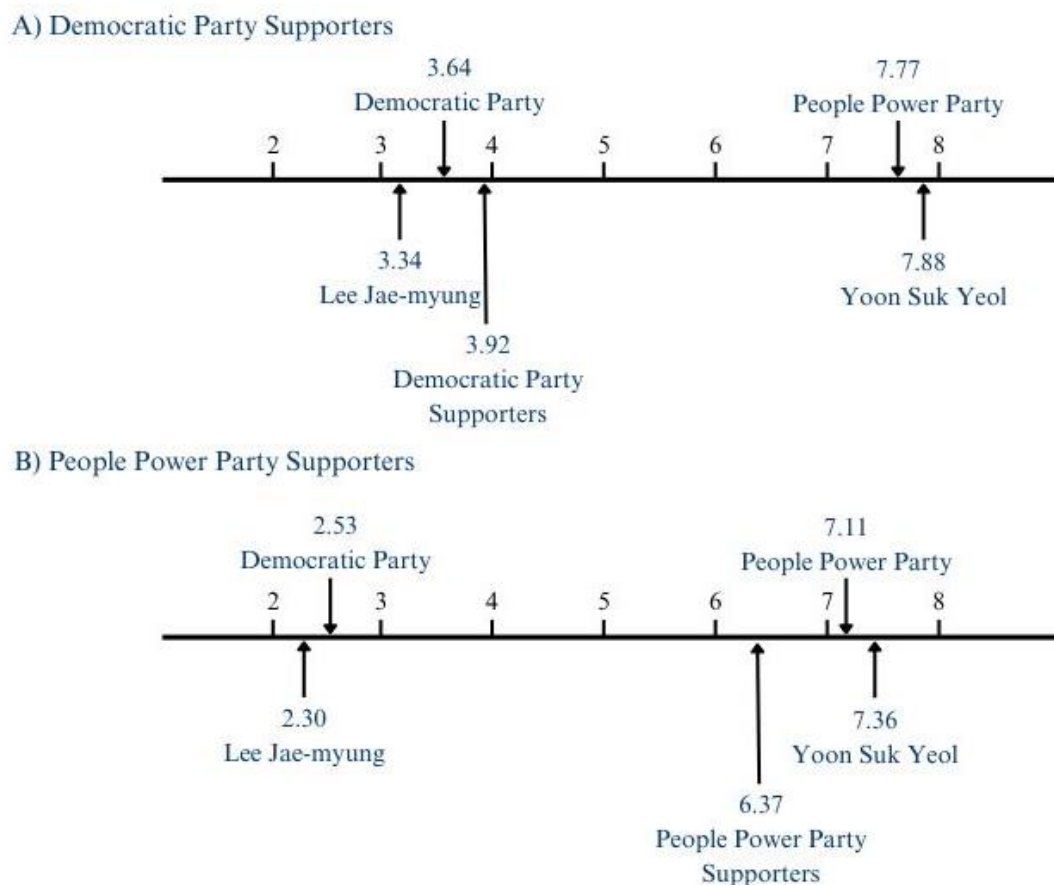 A) Democratic Party Supporters
3.64
Democratic Party
7.77
People Power Party
2 3 4 5 6 7 8
3.34
Lee Jae-myung
7.88
Yoon Suk Yeol
3.92
Democratic Party
Supporters
B) People Power Party Supporters
2.53
Democratic Party
7.11
People Power Party
2 3 4 5 6 7 8
2.30
Lee Jae-myung
7.36
Yoon Suk Yeol
6.37
People Power Party
Supporters